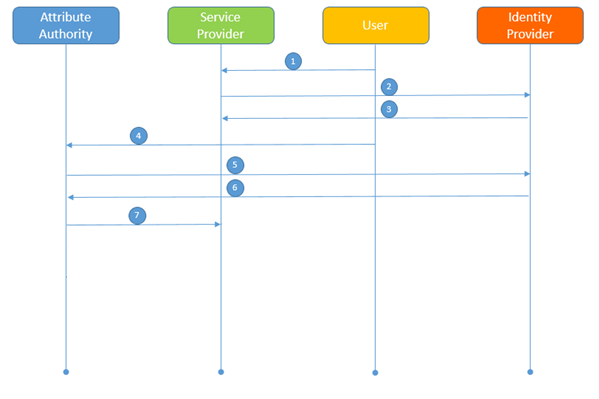 Attribute
Authority
Service
Provider
User
Identity
Provider
1
2
3
4
5
6
7